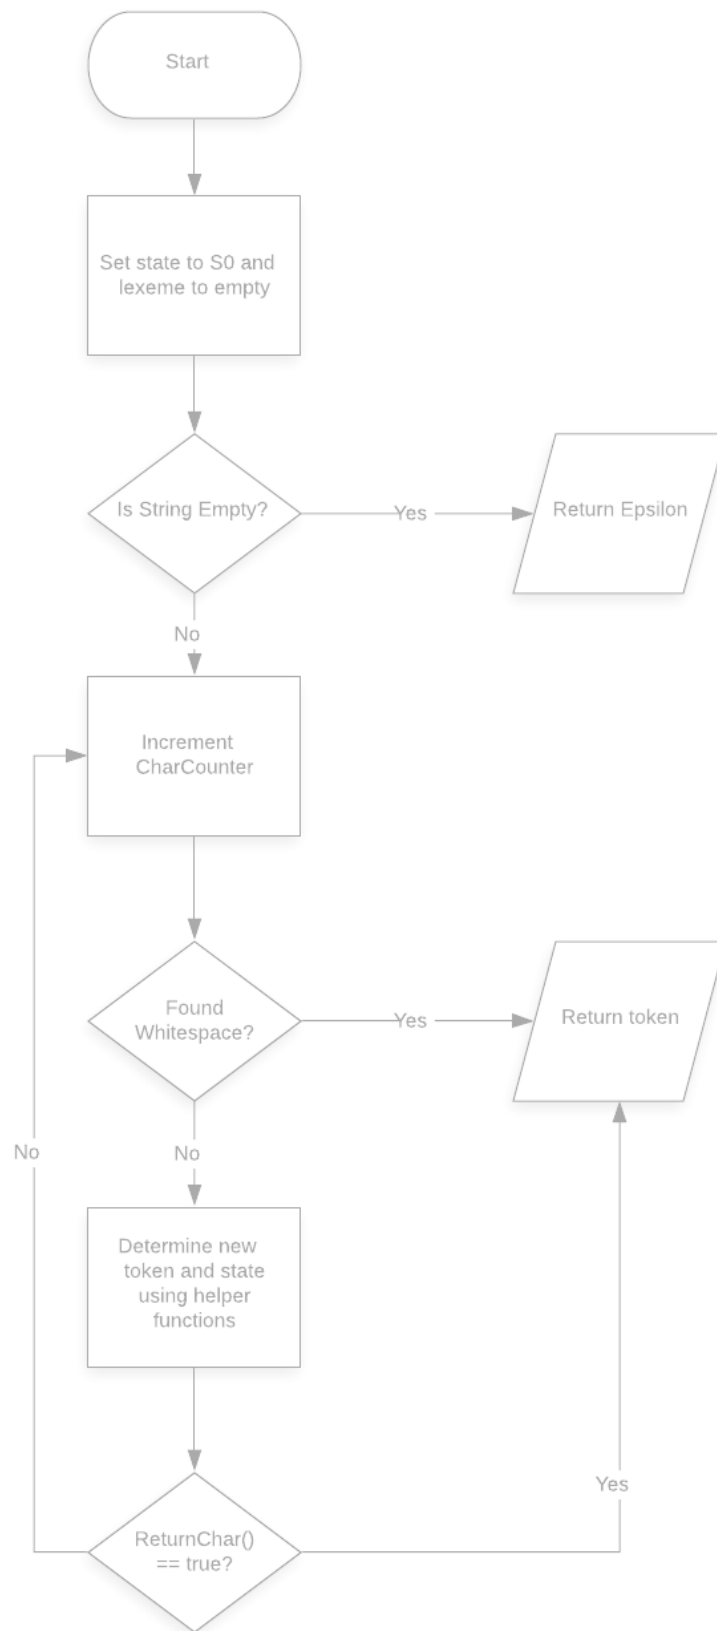 Start
Set state to S0 and
lexeme to empty
Is String Empty?
Yes
Return Epsilon
No
Increment
CharCounter
Found
Whitespace?
Yes
Return token
No
No
Determine new
token and state
using helper
functions
Yes
ReturnChar()
== true?